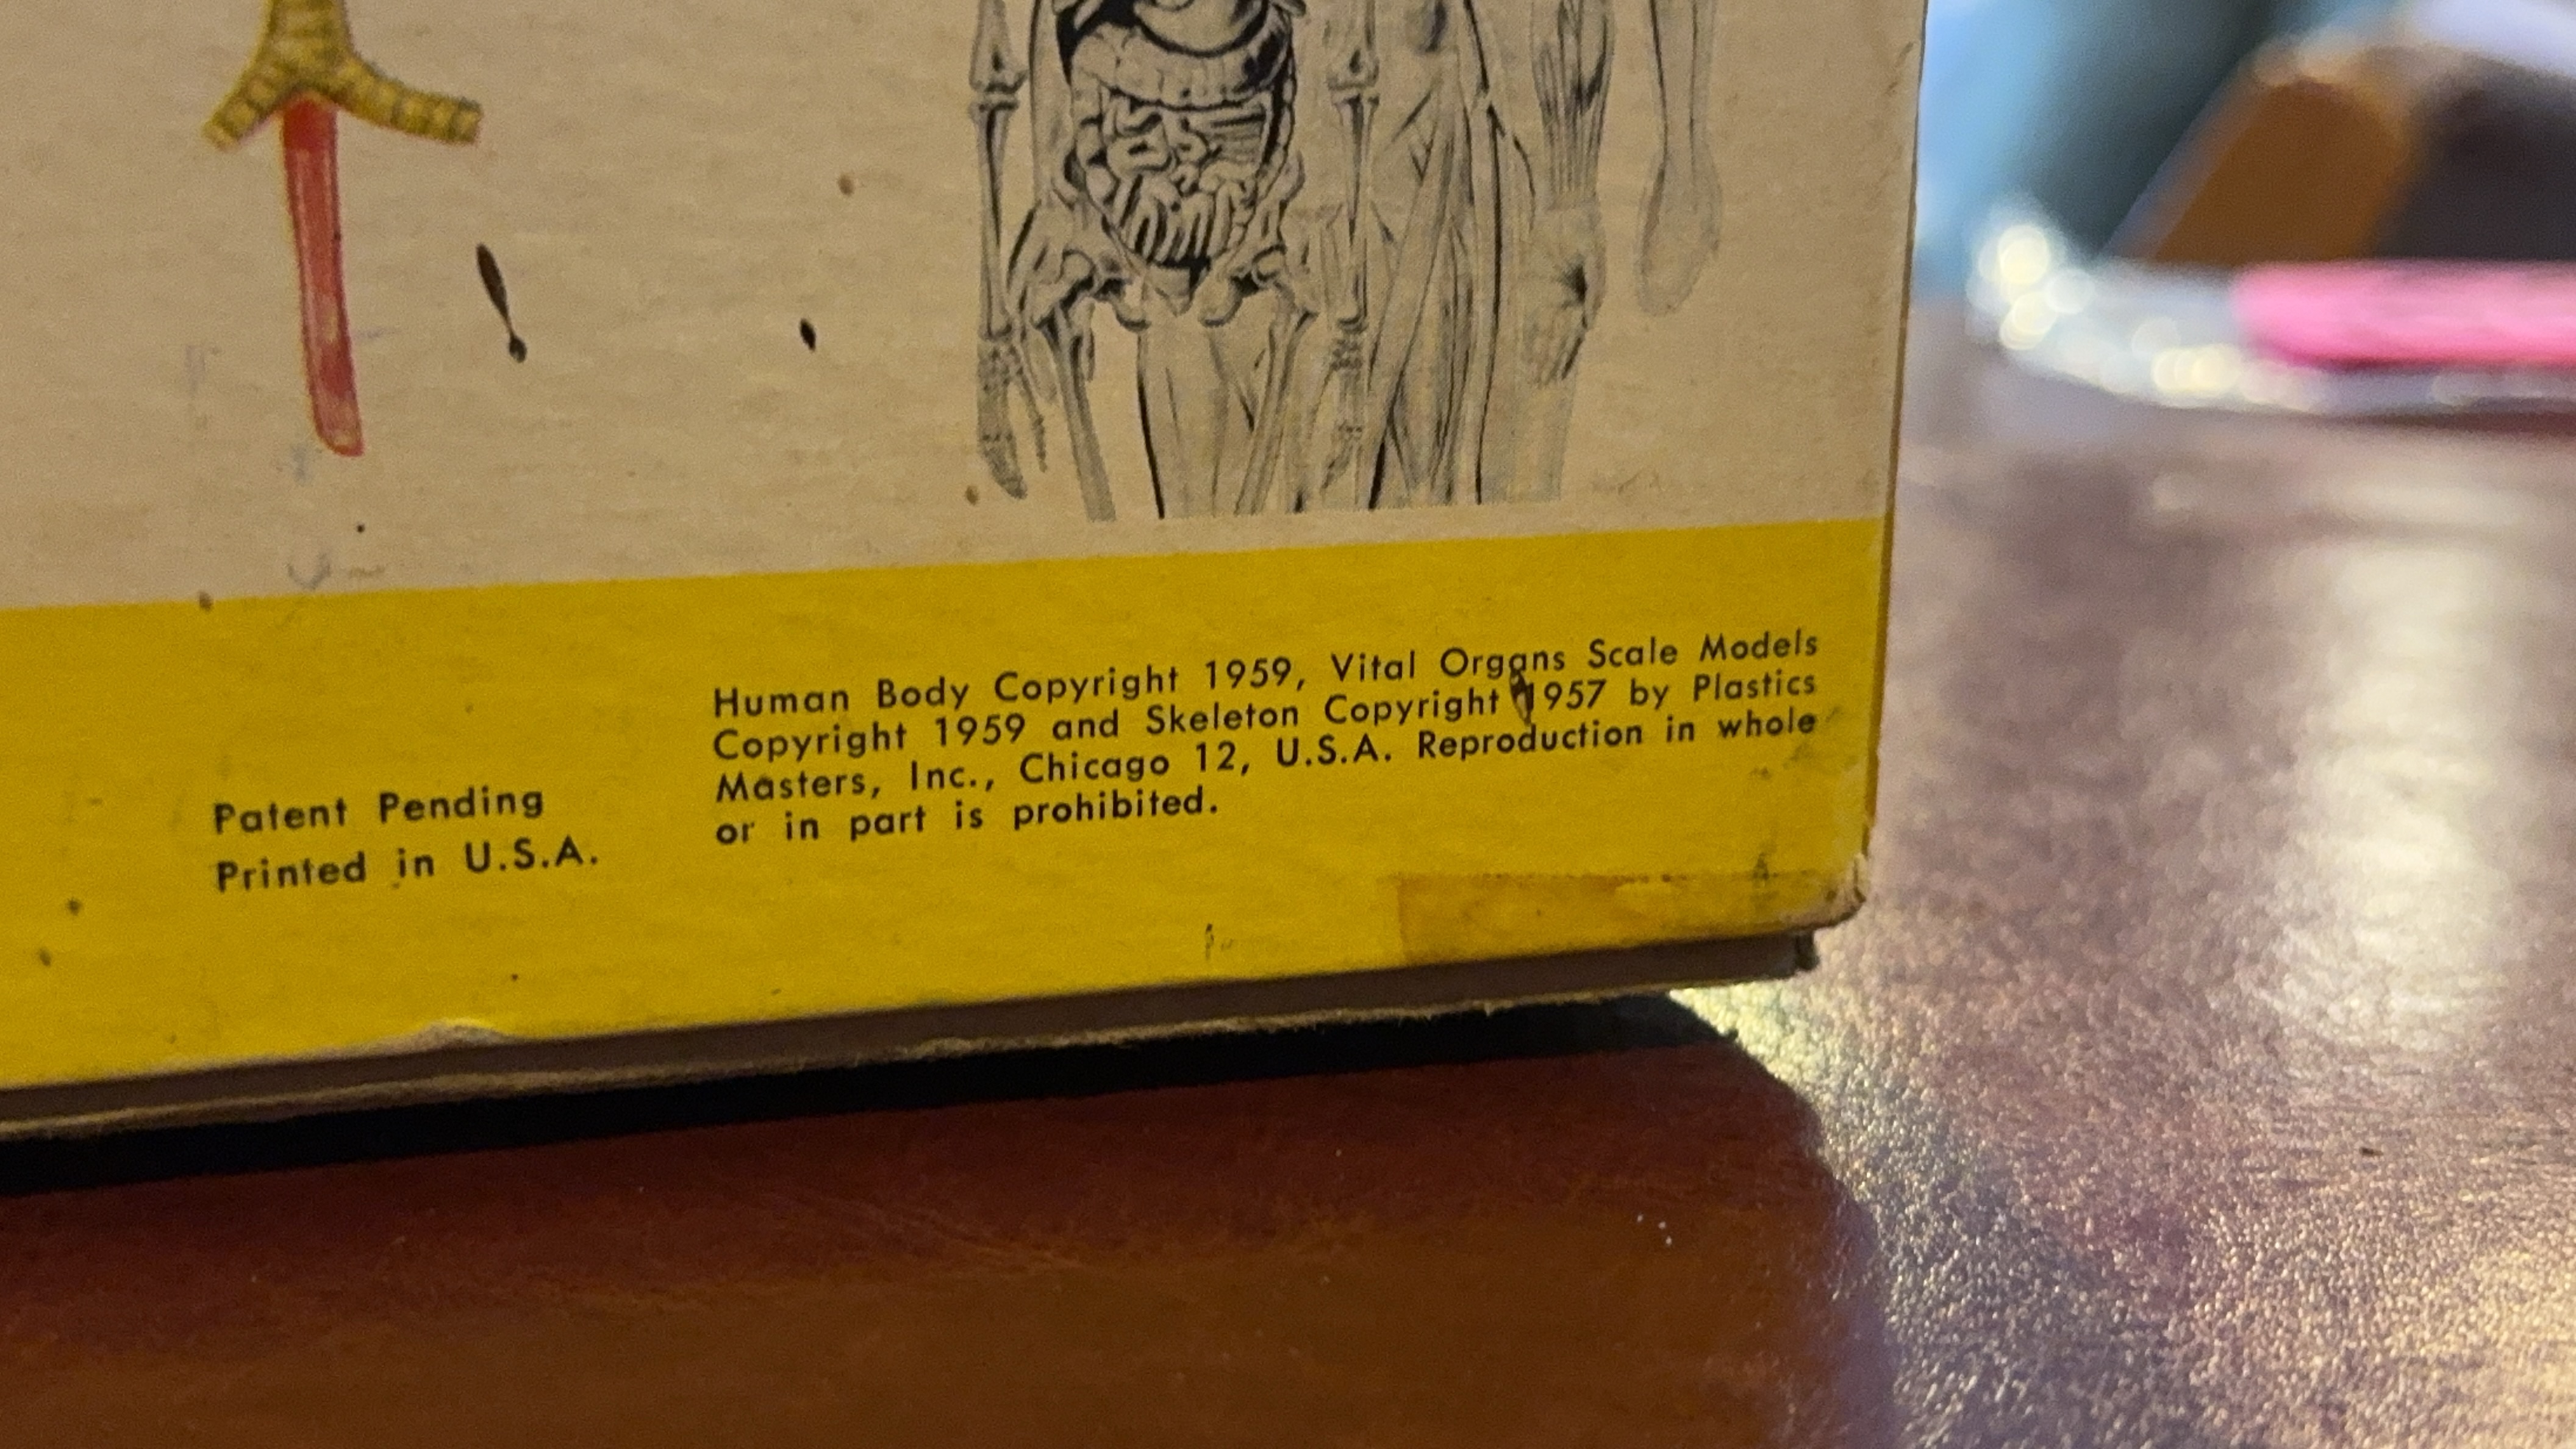 Human Body Copyright 1959, Vital Organs Scale Models
Copyright 1959 and Skeleton Copyright 1957 by Plastics
Masters, Inc., Chicago 12, U.S.A. Reproduction in whole
or in part is prohibited.
Patent Pending
Printed in U.S.A.